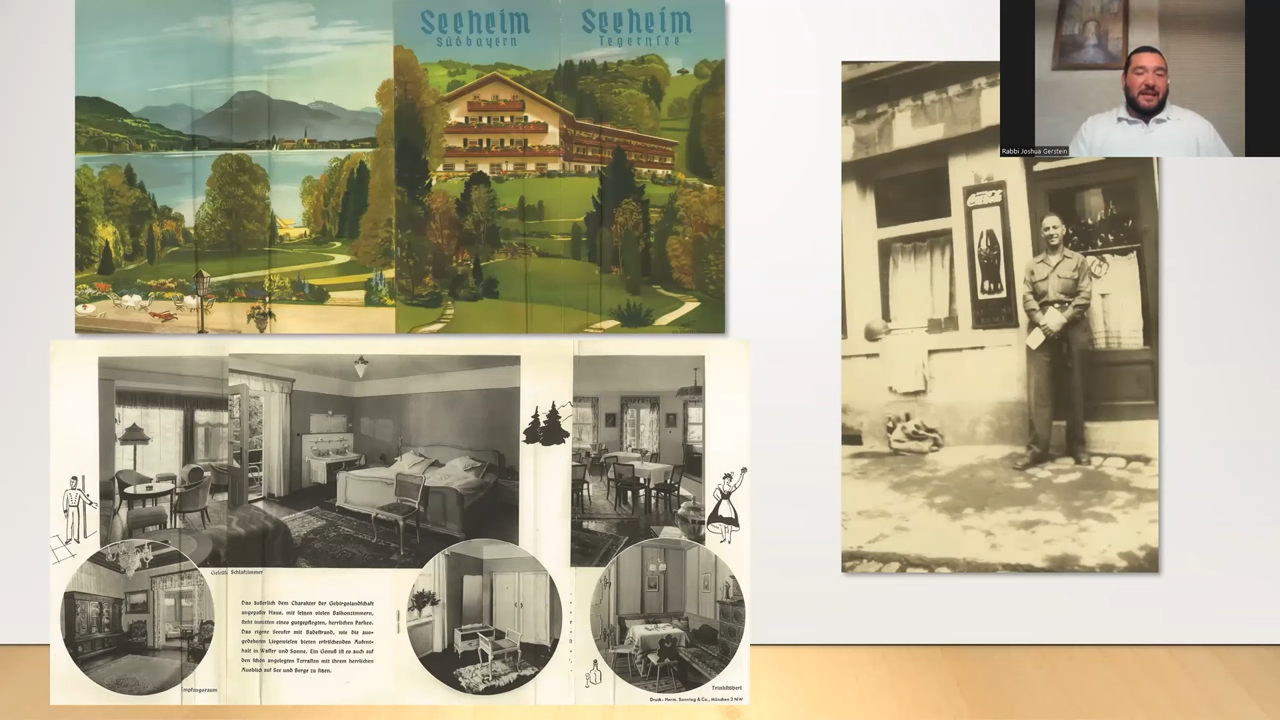 Seeheim
Südbayern
Seeheim
Tegernsee
Rabbi Joshua Gerstein
Schlafzimmer
Das äußerlich dem Charakter der Gebirgslandschaft
angepaßte Haus, mit seinen vielen Balkonzimmern,
steht inmitten eines gutgepflegten, herrlichen Parkes.
Das eigene Seeufer mit Badestrand, wie die aus-
gedehnten Liegewiesen bieten erfrischenden Aufent-
halt in Wasser und Sonne. Ein Genuß ist es auch auf
den schön angelegten Terrassen mit ihrem herrlichen
Ausblick auf See und Berge zu sitzen.
mpfangsraum
Trinkstüberl
Druck: Herm. Sonntag & Co., München 2 NW